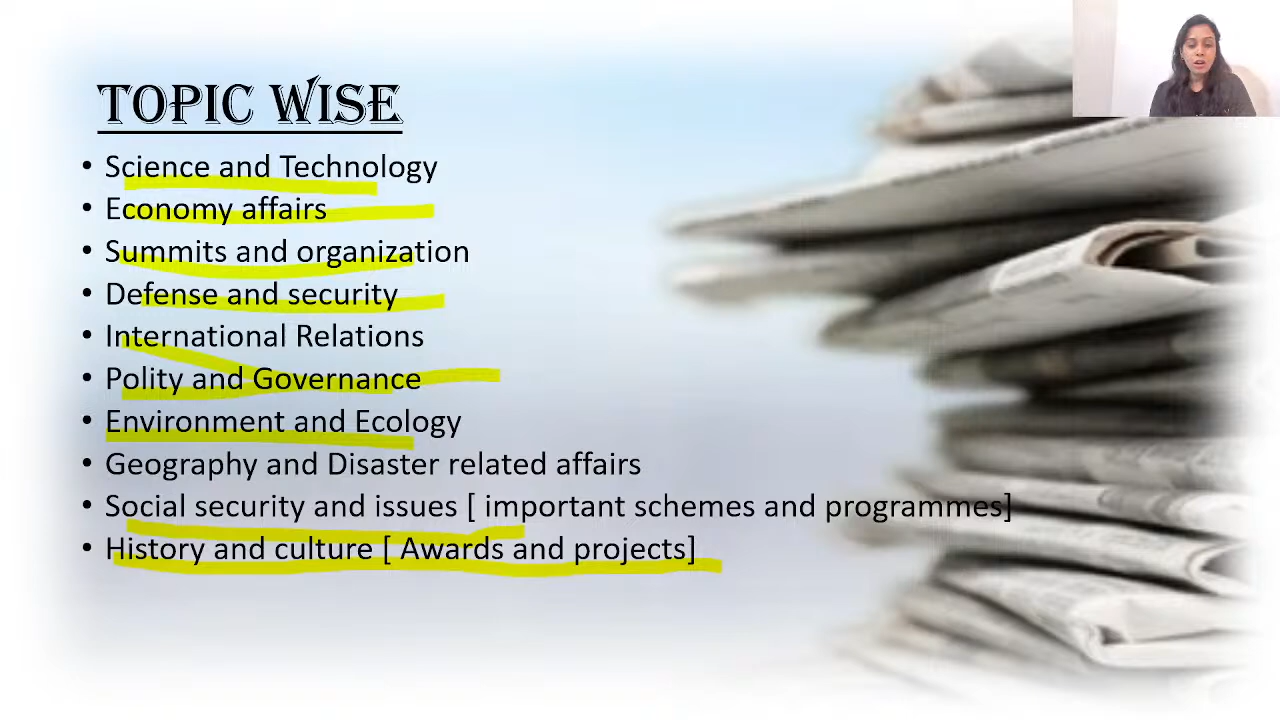 TOPIC WISE
• Science and Technology
• Economy affairs
• Summits and organization
• Defense and security
• International Relations
• Polity and Governance
• Environment and Ecology
• Geography and Disaster related affairs
• Social security and issues [ important schemes and programmes]
• History and culture [ Awards and projects]